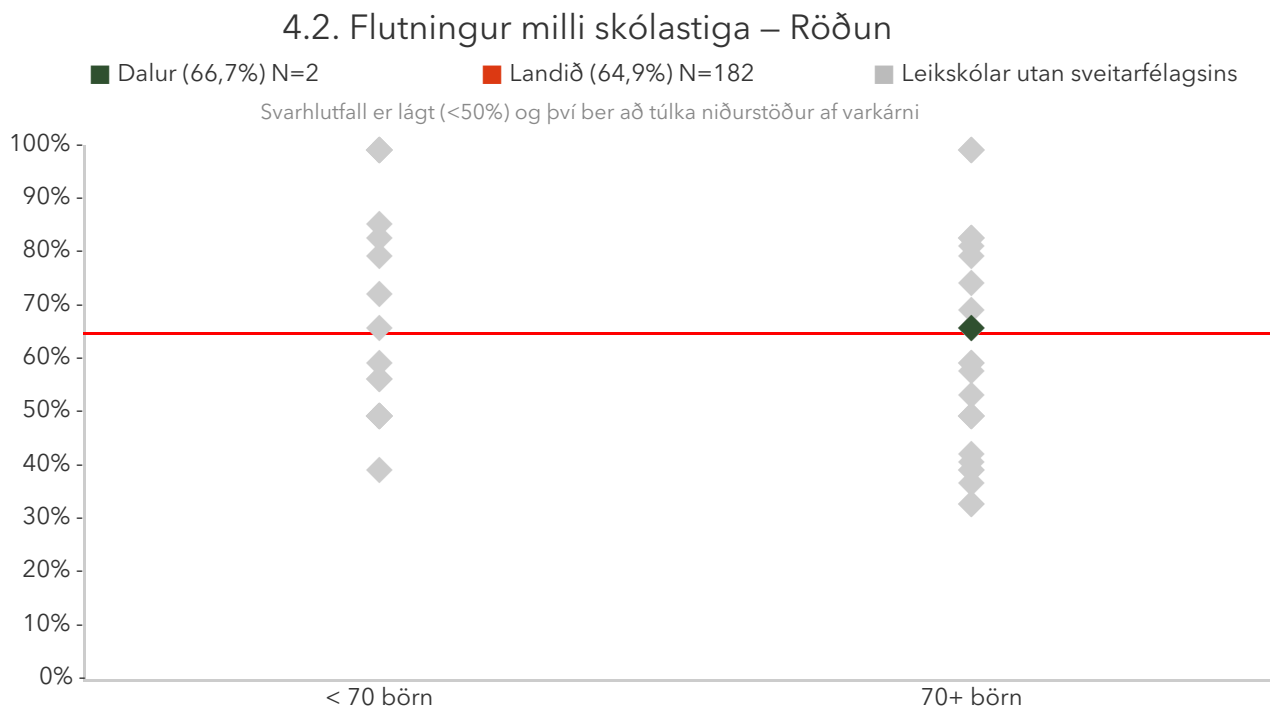 4.2. Flutningur milli skólastiga – Röðun
Dalur (66,7%) N=2 Landið (64,9%) N=182 Leikskólar utan sveitarfélagsins
Svarhlutfall er lágt (<50%) og því ber að túlka niðurstöður af varkárni
100%
90%
80%
70%
60%
50%
40%
30%
20%
10%
0%
< 70 börn 70+ börn